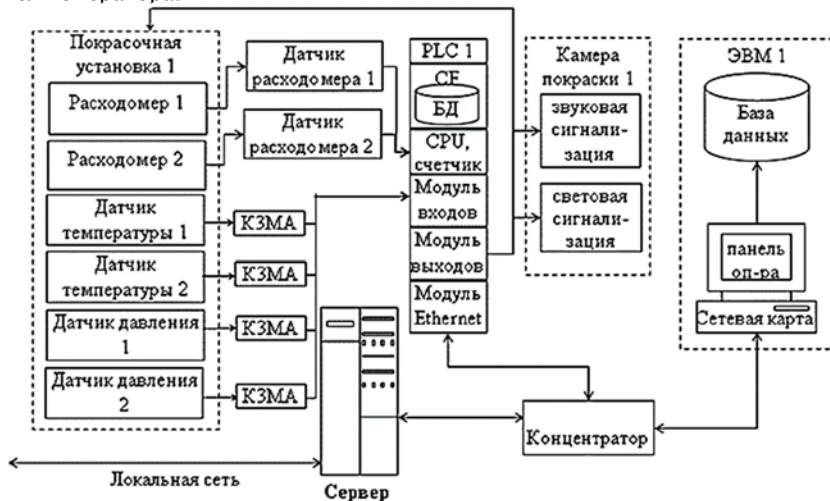 Покрасочная
установка 1
Расходомер 1
Расходомер 2
Датчик
температуры 1
Датчик
температуры 2
Датчик давления
1
Датчик давления
2
Датчик
расходомера 1
Датчик
расходомера 2
КЗМА
КЗМА
КЗМА
КЗМА
PLC 1
CF
БД
CPU,
счетчик
Модуль
входов
Модуль
выходов
Модуль
Ethernet
Камера
покраски 1
звуковая
сигнали-
зация
световая
сигнали-
зация
ЭВМ 1
База
данных
панель
оп-ра
Сетевая карта
Концентратор
Локальная сеть
Сервер